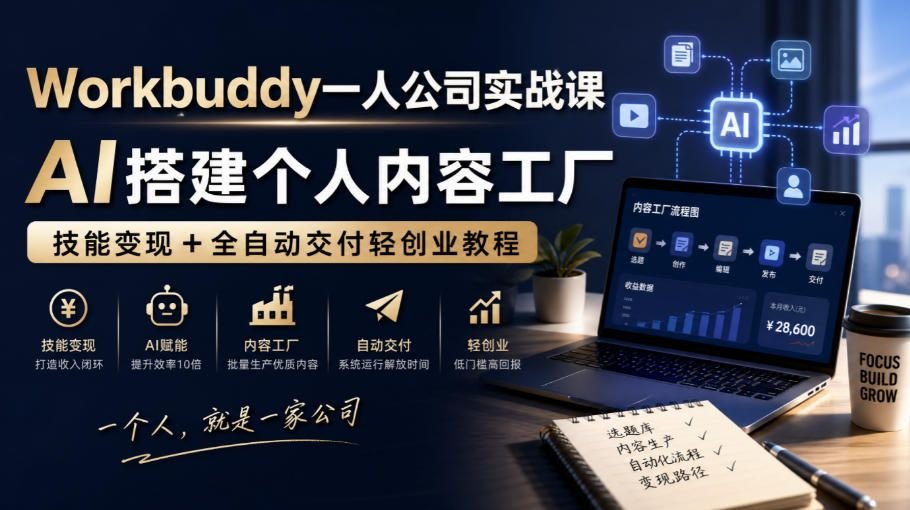 Workbuddy一人公司实战课
AI搭建个人内容工厂
技能变现+全自动交付轻创业教程
技能变现
打造收入闭环
AI赋能
提升效率10倍
内容工厂
批量生产优质内容
自动交付
系统运行解放时间
轻创业
低门槛高回报
一个人，就是一家公司
AI
内容工厂流程图
选题
创作
编辑
发布
交付
收益数据
本月收入(元)
¥28,600
FOCUS
BUILD
GROW
选题库
内容生产
自动化流程
变现路径